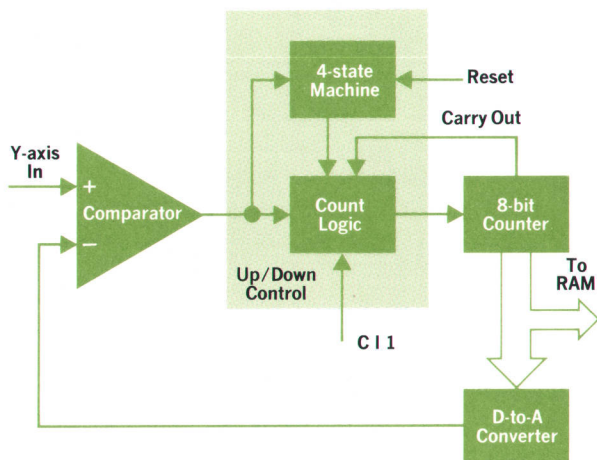 4-state
Machine
Reset
Carry Out
Y-axis
In
+
Comparator
−
Count
Logic
8-bit
Counter
Up/Down
Control
To
RAM
C I 1
D-to-A
Converter